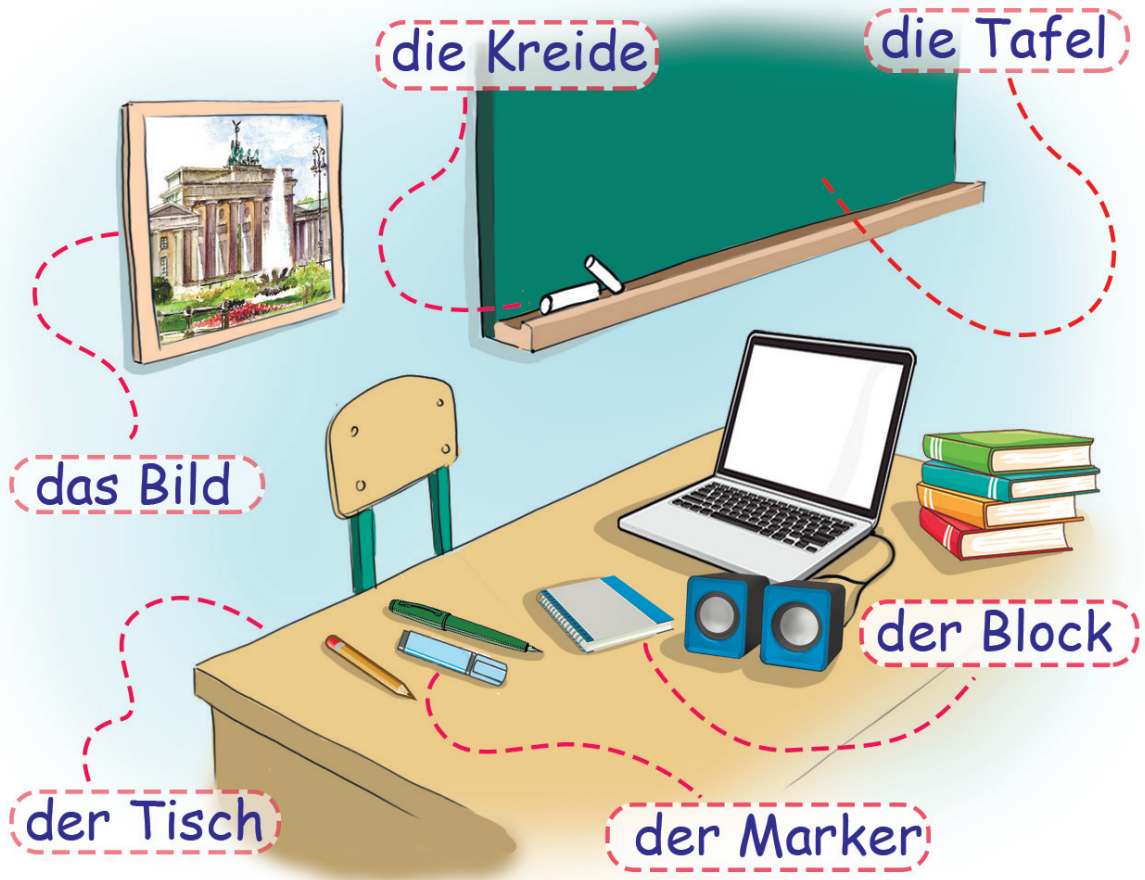 die Kreide
die Tafel
das Bild
der Block
der Tisch
der Marker